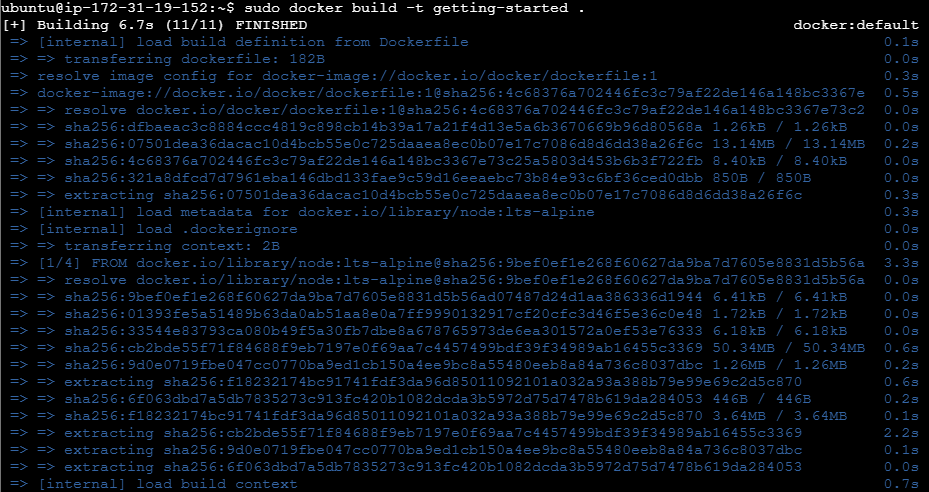 ubuntu@ip-172-31-19-152:~$ sudo docker build -t getting-started .
[+] Building 6.7s (11/11) FINISHED docker:default
=> [internal] load build definition from Dockerfile 0.1s
=> => transferring dockerfile: 182B 0.0s
=> resolve image config for docker-image://docker.io/docker/dockerfile:1 0.3s
=> docker-image://docker.io/docker/dockerfile:1@sha256:4c68376a702446fc3c79af22de146a148bc3367e 0.5s
=> => resolve docker.io/docker/dockerfile:1@sha256:4c68376a702446fc3c79af22de146a148bc3367e73c2 0.0s
=> => sha256:dfbaeac3c8884ccc4819c898cb14b39a17a21f4d13e5a6b3670669b96d80568a 1.26kB / 1.26kB 0.0s
=> => sha256:07501dea36dacac10d4bcb55e0c725daaea8ec0b07e17c7086d8d6dd38a26f6c 13.14MB / 13.14MB 0.2s
=> => sha256:4c68376a702446fc3c79af22de146a148bc3367e73c25a5803d453b6b3f722fb 8.40kB / 8.40kB 0.0s
=> => sha256:321a8dfcd7d7961eba146dbd133fae9c59d16eeaebc73b84e93c6bf36ced0dbb 850B / 850B 0.0s
=> => extracting sha256:07501dea36dacac10d4bcb55e0c725daaea8ec0b07e17c7086d8d6dd38a26f6c 0.3s
=> [internal] load metadata for docker.io/library/node:lts-alpine 0.3s
=> [internal] load .dockerignore 0.0s
=> => transferring context: 2B 0.0s
=> [1/4] FROM docker.io/library/node:lts-alpine@sha256:9bef0ef1e268f60627da9ba7d7605e8831d5b56a 3.3s
=> => resolve docker.io/library/node:lts-alpine@sha256:9bef0ef1e268f60627da9ba7d7605e8831d5b56a 0.0s
=> => sha256:9bef0ef1e268f60627da9ba7d7605e8831d5b56ad07487d24d1aa386336d1944 6.41kB / 6.41kB 0.0s
=> => sha256:01393fe5a51489b63da0ab51aa8e0a7ff9990132917cf20cfc3d46f5e36c0e48 1.72kB / 1.72kB 0.0s
=> => sha256:33544e83793ca080b49f5a30fb7dbe8a678765973de6ea301572a0ef53e76333 6.18kB / 6.18kB 0.0s
=> => sha256:cb2bde55f71f84688f9eb7197e0f69aa7c4457499bdf39f34989ab16455c3369 50.34MB / 50.34MB 0.6s
=> => sha256:9d0e0719fbe047cc0770ba9ed1cb150a4ee9bc8a55480eeb8a84a736c8037dbc 1.26MB / 1.26MB 0.2s
=> => extracting sha256:f18232174bc91741fdf3da96d85011092101a032a93a388b79e99e69c2d5c870 0.6s
=> => sha256:6f063dbd7a5db7835273c913fc420b1082dcda3b5972d75d7478b619da284053 446B / 446B 0.2s
=> => sha256:f18232174bc91741fdf3da96d85011092101a032a93a388b79e99e69c2d5c870 3.64MB / 3.64MB 0.1s
=> => extracting sha256:cb2bde55f71f84688f9eb7197e0f69aa7c4457499bdf39f34989ab16455c3369 2.2s
=> => extracting sha256:9d0e0719fbe047cc0770ba9ed1cb150a4ee9bc8a55480eeb8a84a736c8037dbc 0.1s
=> => extracting sha256:6f063dbd7a5db7835273c913fc420b1082dcda3b5972d75d7478b619da284053 0.0s
=> [internal] load build context 0.7s